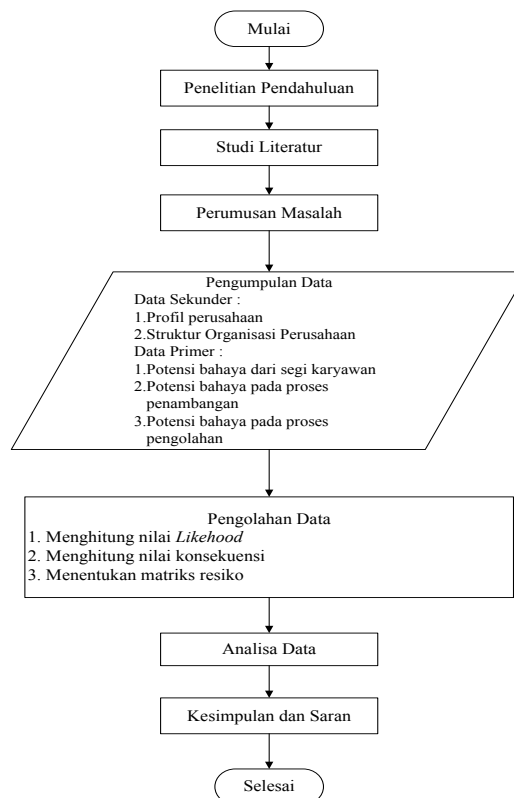 Mulai
Penelitian Pendahuluan
Studi Literatur
Perumusan Masalah
Pengumpulan Data
Data Sekunder :
1.Profil perusahaan
2.Struktur Organisasi Perusahaan
Data Primer :
1.Potensi bahaya dari segi karyawan
2.Potensi bahaya pada proses
penambangan
3.Potensi bahaya pada proses
pengolahan
Pengolahan Data
1. Menghitung nilai Likehood
2. Menghitung nilai konsekuensi
3. Menentukan matriks resiko
Analisa Data
Kesimpulan dan Saran
Selesai